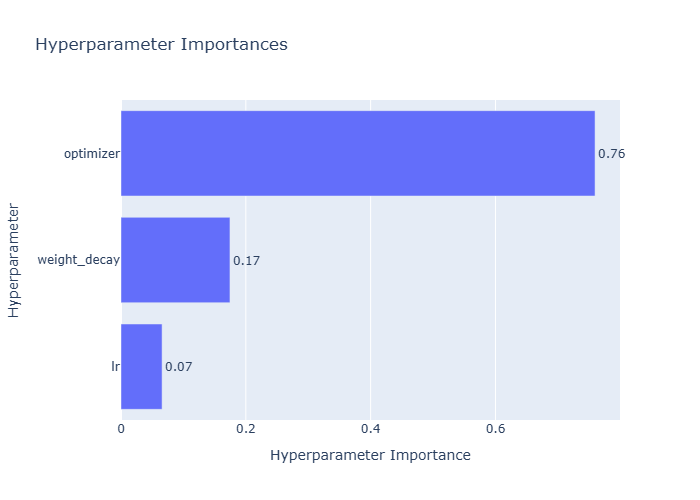 Hyperparameter Importances
Hyperparameter
optimizer
0.76
weight_decay
0.17
lr
0.07
0
0.2
0.4
0.6
Hyperparameter Importance